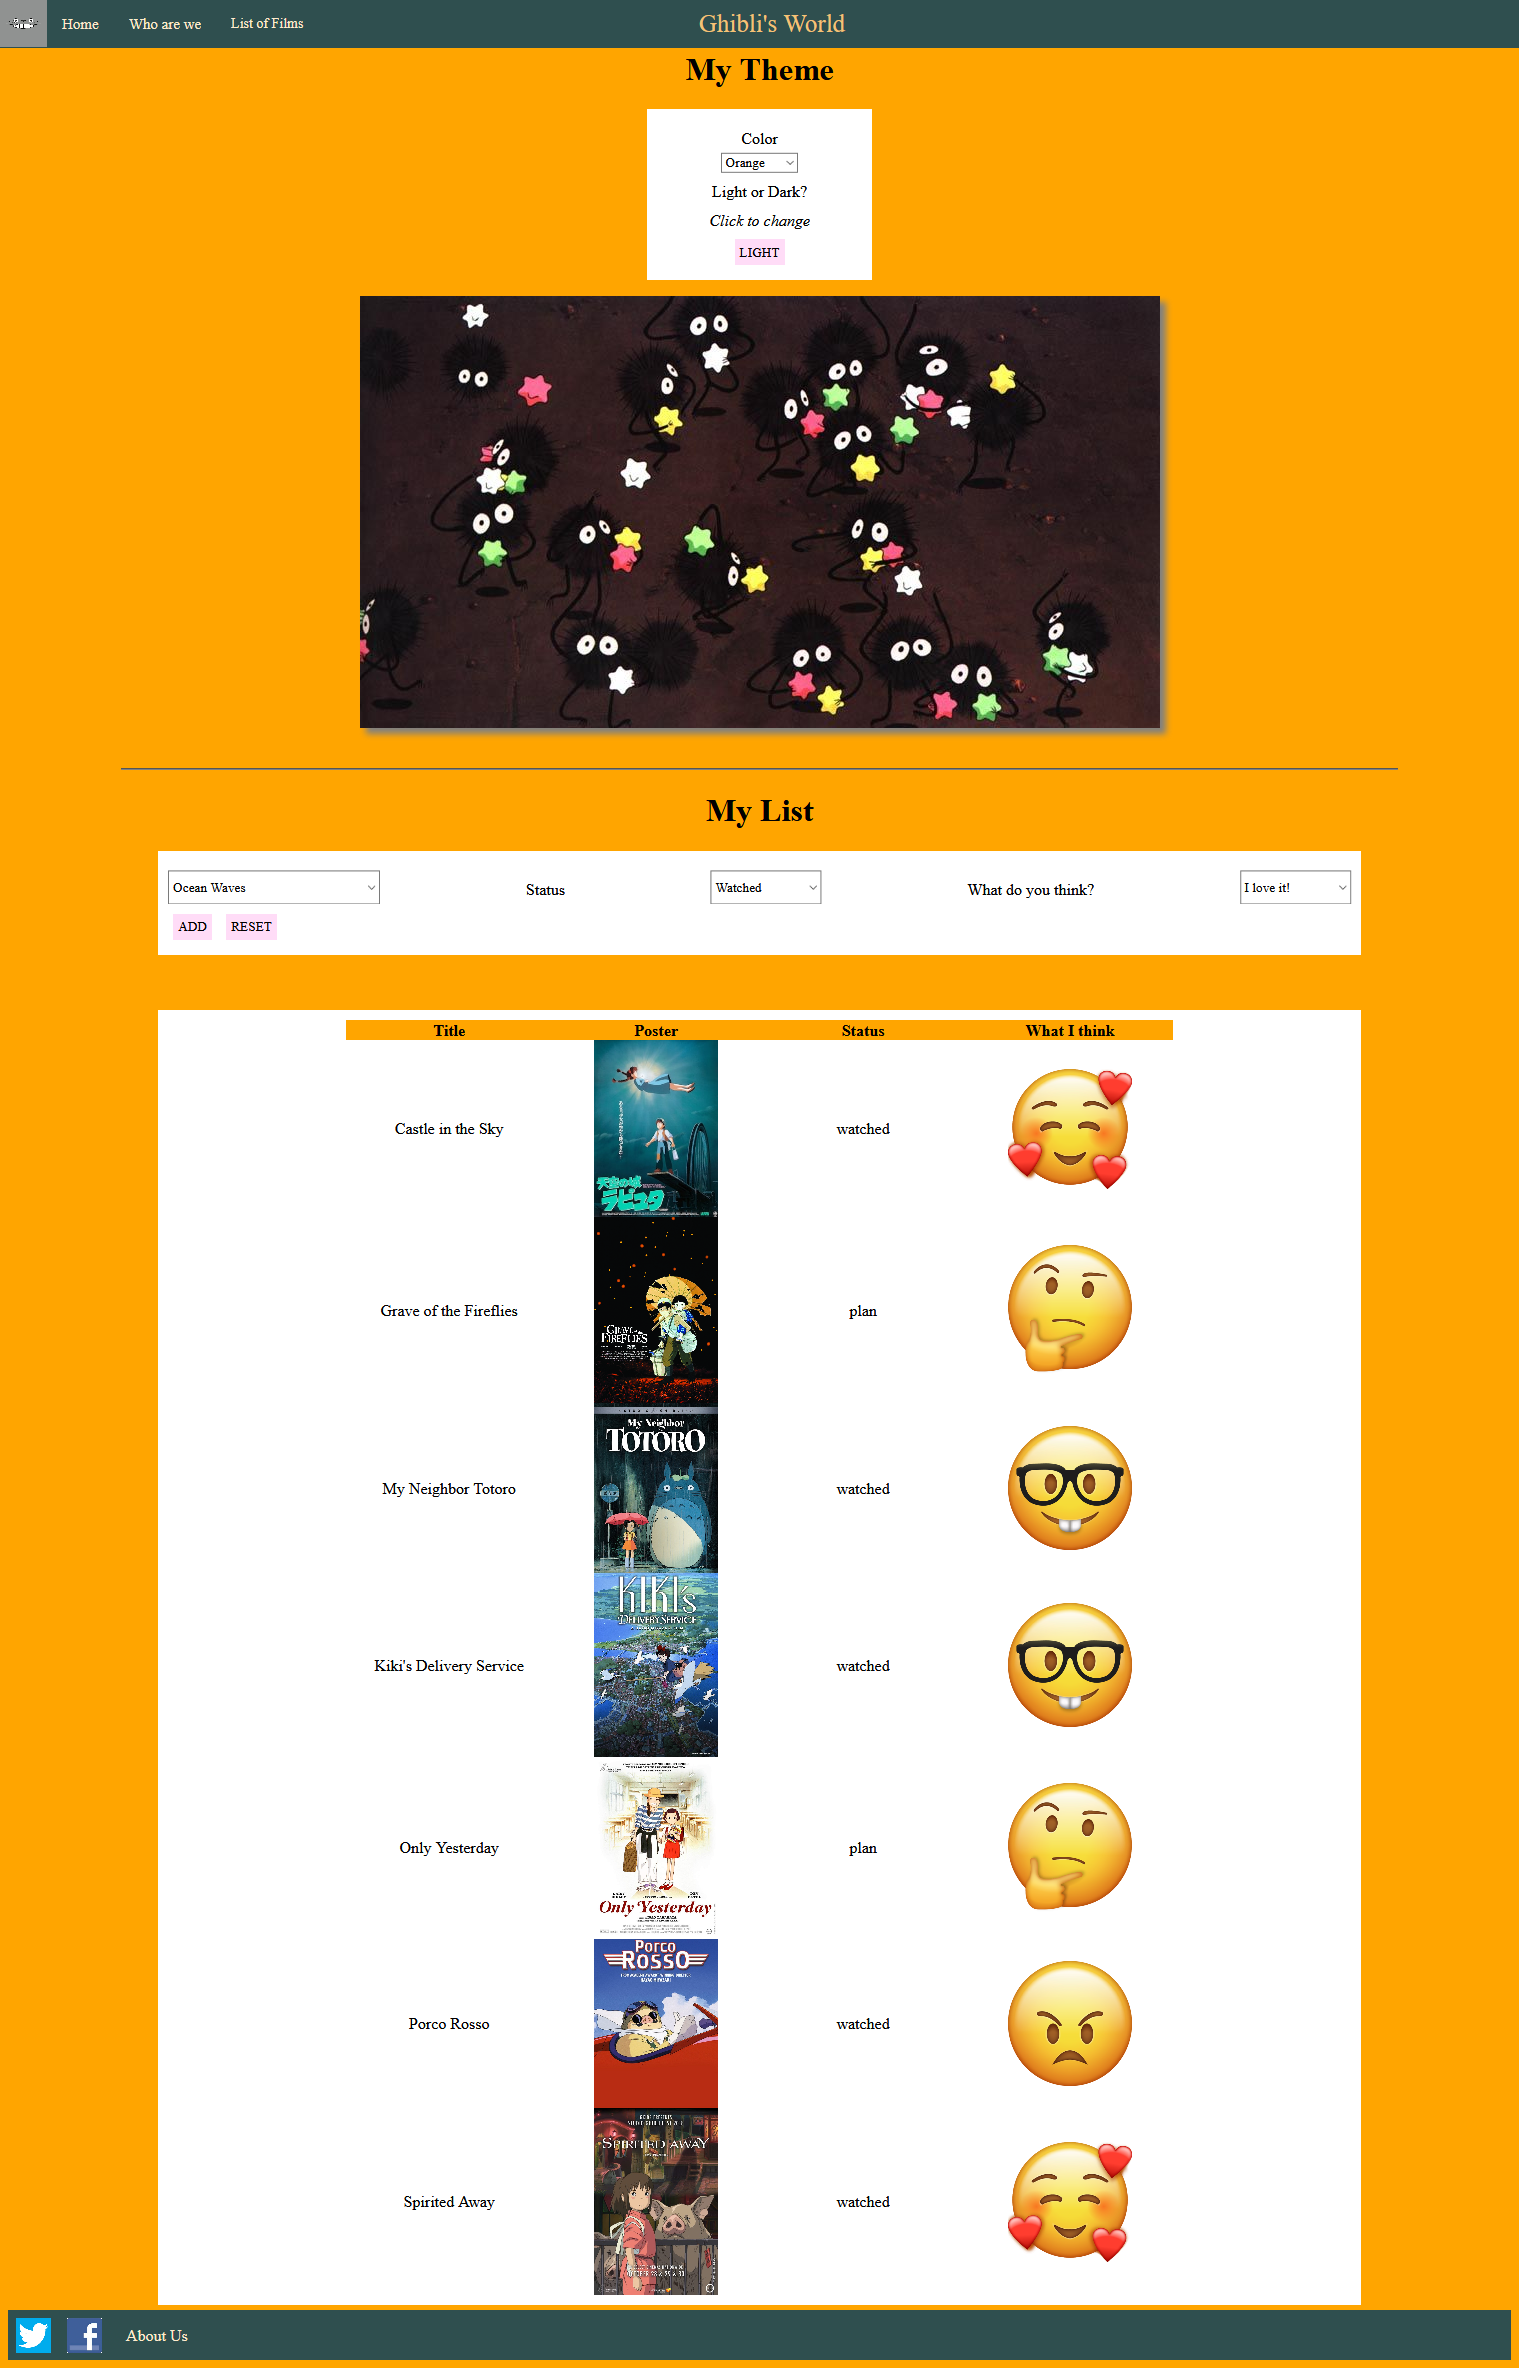 Home Who are we List of Films Ghibli's World
My Theme
Color
Orange
Light or Dark?
Click to change
LIGHT
My List
Ocean Waves Status Watched What do you think? I love it!
ADD RESET
Title Poster Status What I think
天空の城
ラピュタ
Castle in the Sky watched
Grave of the Fireflies plan
GRAVE OF THE
FIREFLIES
My Neighbor
TOTORO
My Neighbor Totoro watched
KIKI's
DELIVERY SERVICE
Kiki's Delivery Service watched
Only Yesterday plan
Only Yesterday
PORCO
ROSSO
Porco Rosso watched
SPIRITED AWAY
Spirited Away watched
About Us